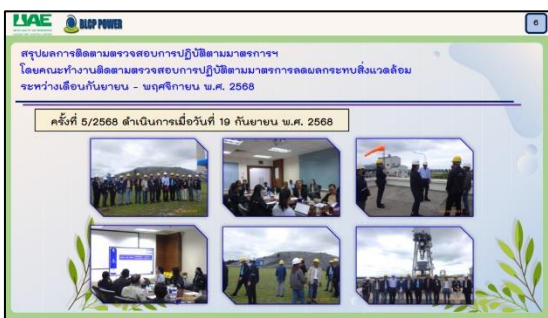 UAE
BLCP POWER
6
สรุปผลการติดตามตรวจสอบการปฏิบัติตามมาตรการฯ
โดยคณะทำงานติดตามตรวจสอบการปฏิบัติตามมาตรการลดผลกระทบสิ่งแวดล้อม
ระหว่างเดือนกันยายน - พฤศจิกายน พ.ศ. 2568
ครั้งที่ 5/2568 ดำเนินการเมื่อวันที่ 19 กันยายน พ.ศ. 2568